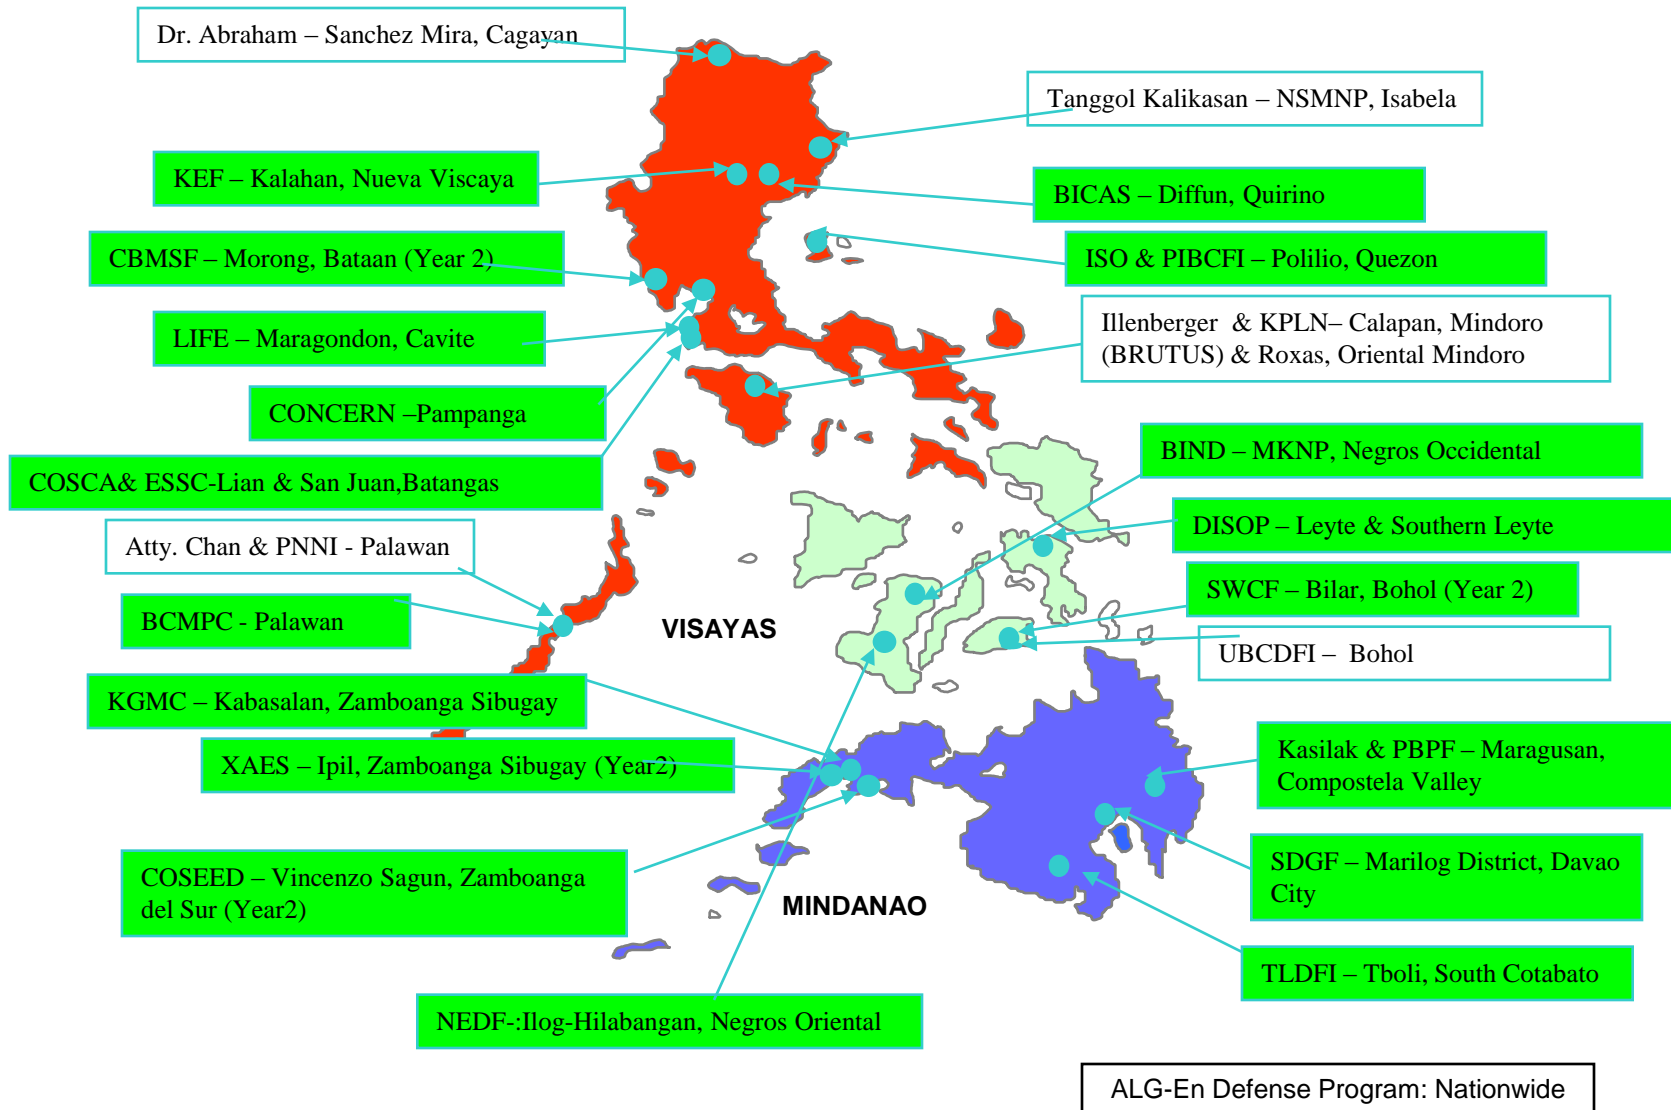 Dr. Abraham – Sanchez Mira, Cagayan
Tanggol Kalikasan – NSMNP, Isabela
KEF – Kalahan, Nueva Viscaya
BICAS – Diffun, Quirino
CBMSF – Morong, Bataan (Year 2)
ISO & PIBCFI – Polilio, Quezon
LIFE – Maragondon, Cavite
Illenberger & KPLN– Calapan, Mindoro
(BRUTUS) & Roxas, Oriental Mindoro
CONCERN –Pampanga
BIND – MKNP, Negros Occidental
COSCA& ESSC-Lian & San Juan,Batangas
DISOP – Leyte & Southern Leyte
Atty. Chan & PNNI - Palawan
SWCF – Bilar, Bohol (Year 2)
BCMPC - Palawan
VISAYAS
UBCDFI – Bohol
KGMC – Kabasalan, Zamboanga Sibugay
XAES – Ipil, Zamboanga Sibugay (Year2)
Kasilak & PBPF – Maragusan,
Compostela Valley
COSEED – Vincenzo Sagun, Zamboanga
del Sur (Year2)
SDGF – Marilog District, Davao
City
MINDANAO
TLDFI – Tboli, South Cotabato
NEDF-:Ilog-Hilabangan, Negros Oriental
ALG-En Defense Program: Nationwide